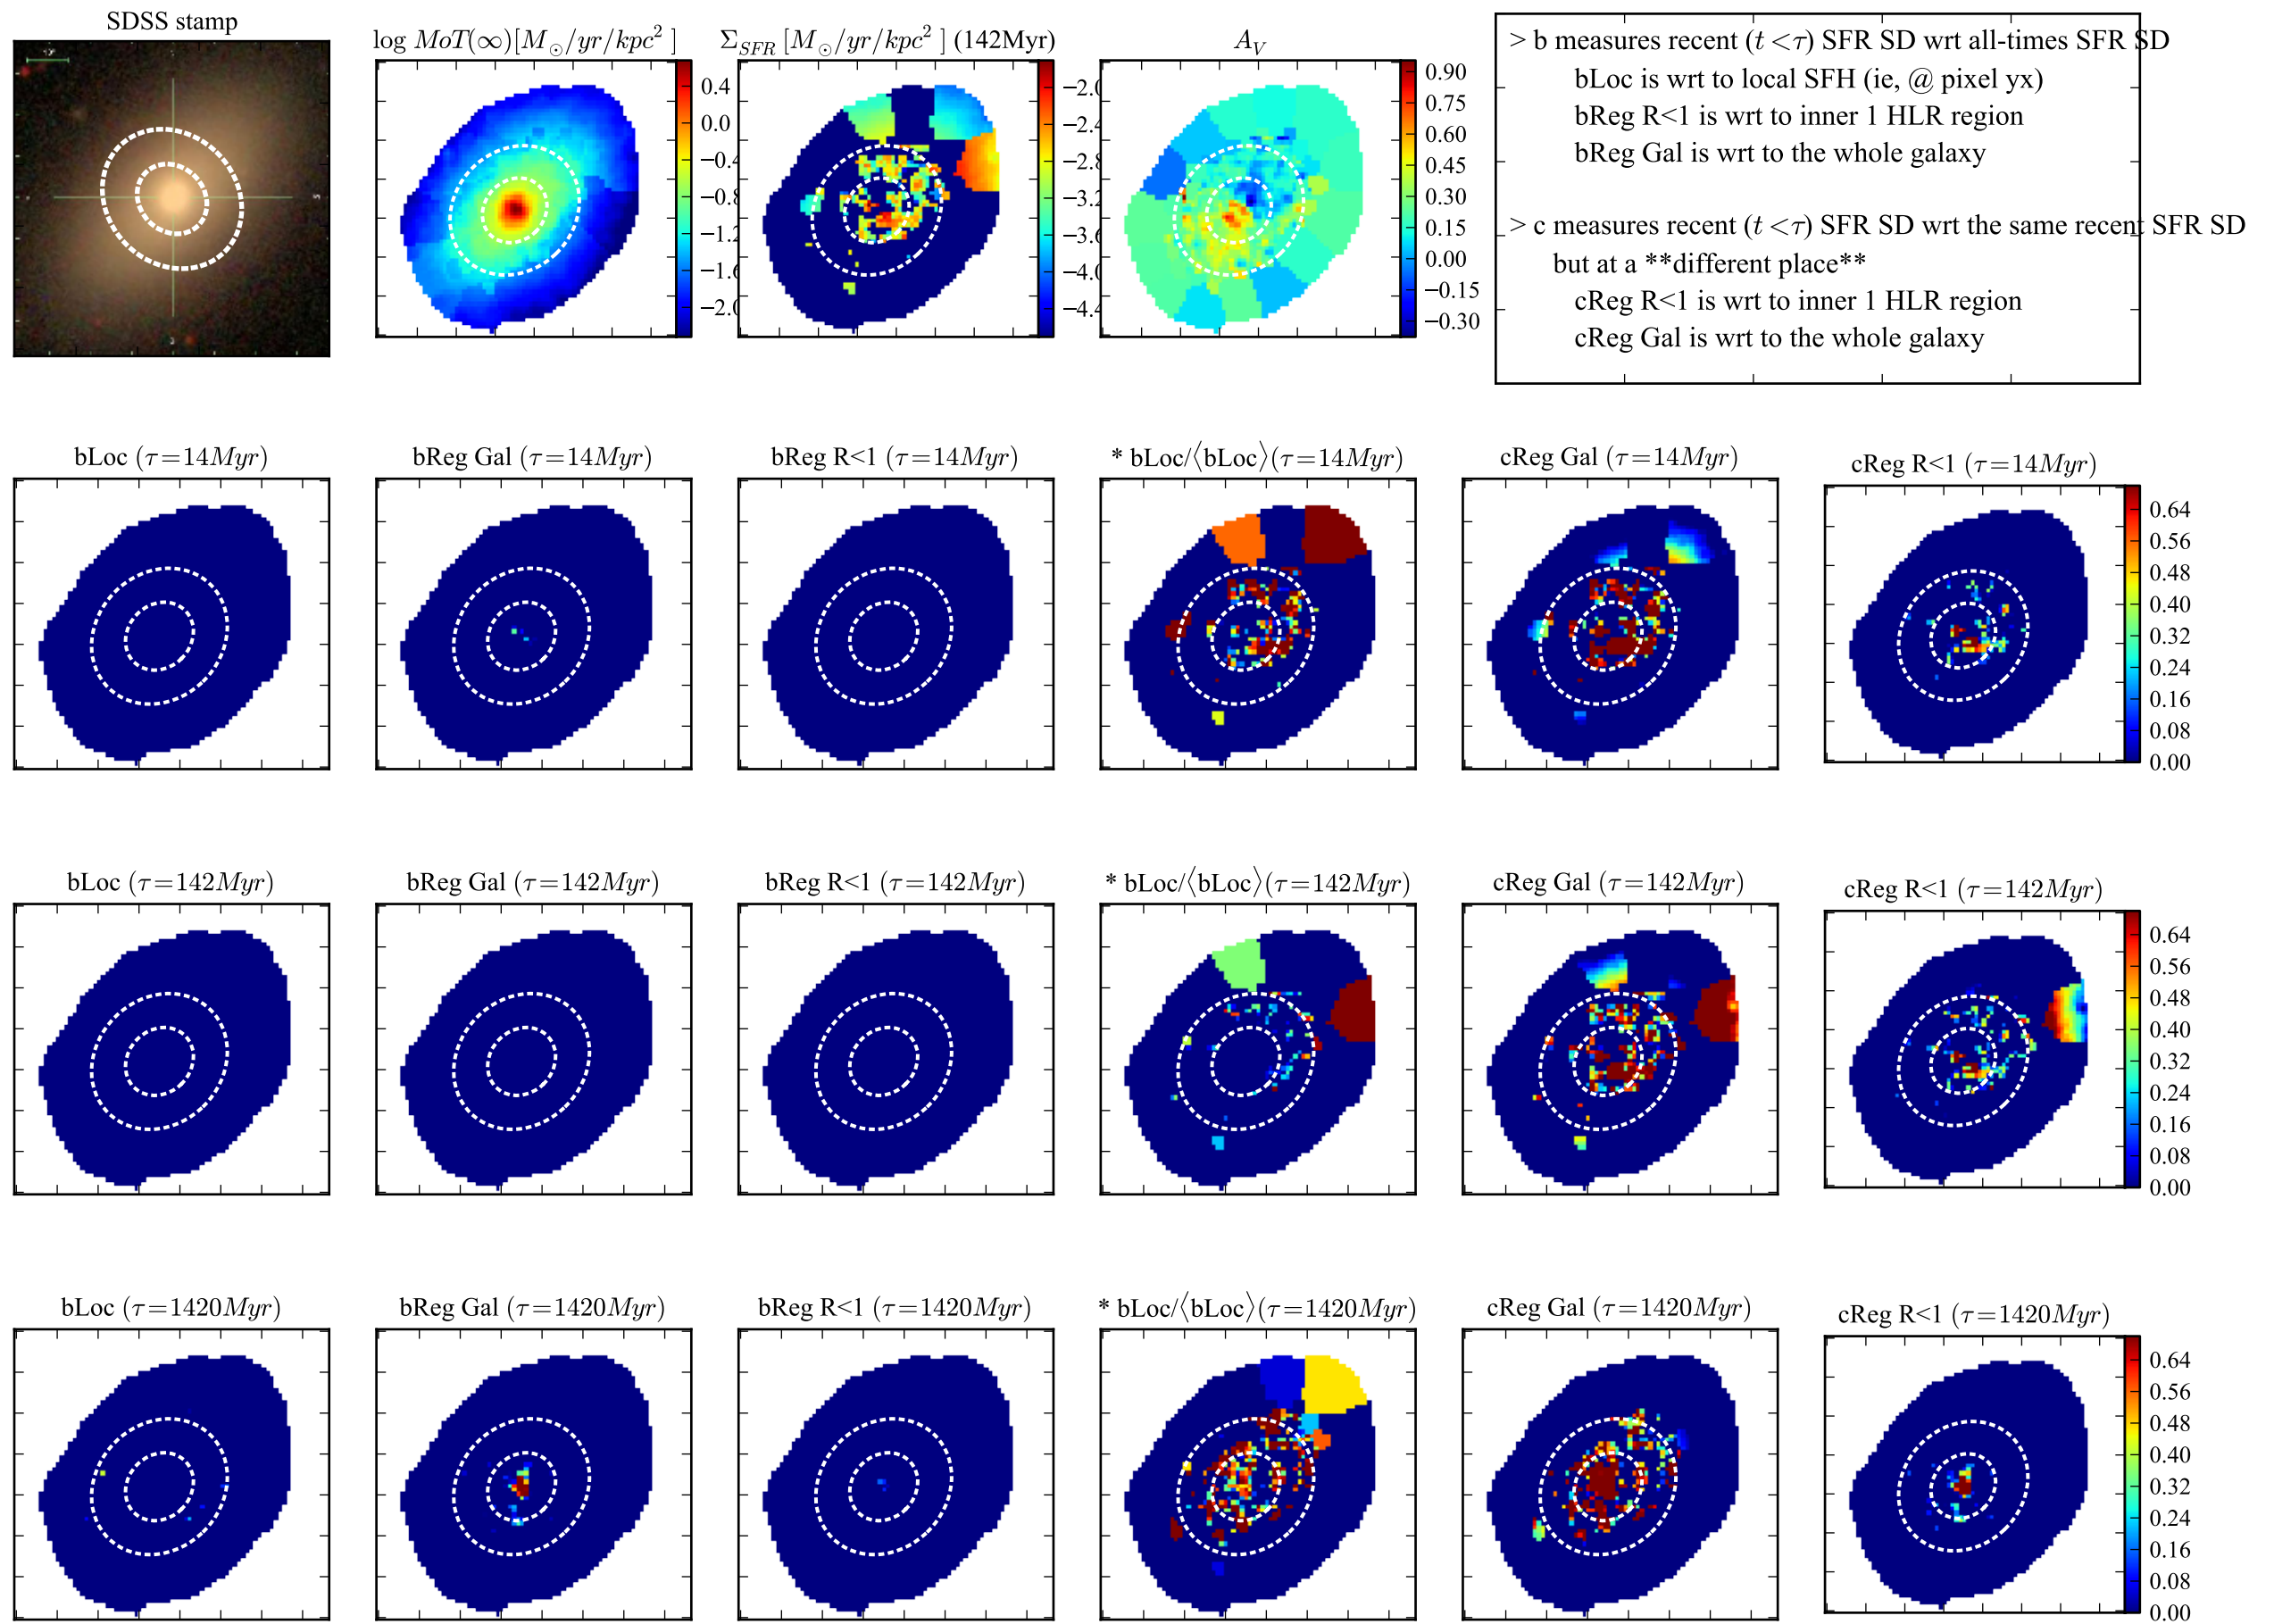 SDSS stamp
log MoT(∞)[M⊙/yr/kpc² ]
Σ_SFR [M⊙/yr/kpc² ] (142Myr)
A_V
0.4
0.0
−0.4
−0.8
−1.2
−1.6
−2.0
−2.0
−2.4
−2.8
−3.2
−3.6
−4.0
−4.4
0.90
0.75
0.60
0.45
0.30
0.15
0.00
−0.15
−0.30
> b measures recent (t <τ) SFR SD wrt all-times SFR SD
bLoc is wrt to local SFH (ie, @ pixel yx)
bReg R<1 is wrt to inner 1 HLR region
bReg Gal is wrt to the whole galaxy
> c measures recent (t <τ) SFR SD wrt the same recent SFR SD
but at a **different place**
cReg R<1 is wrt to inner 1 HLR region
cReg Gal is wrt to the whole galaxy
bLoc (τ=14Myr)
bReg Gal (τ=14Myr)
bReg R<1 (τ=14Myr)
* bLoc/⟨bLoc⟩(τ=14Myr)
cReg Gal (τ=14Myr)
cReg R<1 (τ=14Myr)
0.64
0.56
0.48
0.40
0.32
0.24
0.16
0.08
0.00
bLoc (τ=142Myr)
bReg Gal (τ=142Myr)
bReg R<1 (τ=142Myr)
* bLoc/⟨bLoc⟩(τ=142Myr)
cReg Gal (τ=142Myr)
cReg R<1 (τ=142Myr)
0.64
0.56
0.48
0.40
0.32
0.24
0.16
0.08
0.00
bLoc (τ=1420Myr)
bReg Gal (τ=1420Myr)
bReg R<1 (τ=1420Myr)
* bLoc/⟨bLoc⟩(τ=1420Myr)
cReg Gal (τ=1420Myr)
cReg R<1 (τ=1420Myr)
0.64
0.56
0.48
0.40
0.32
0.24
0.16
0.08
0.00